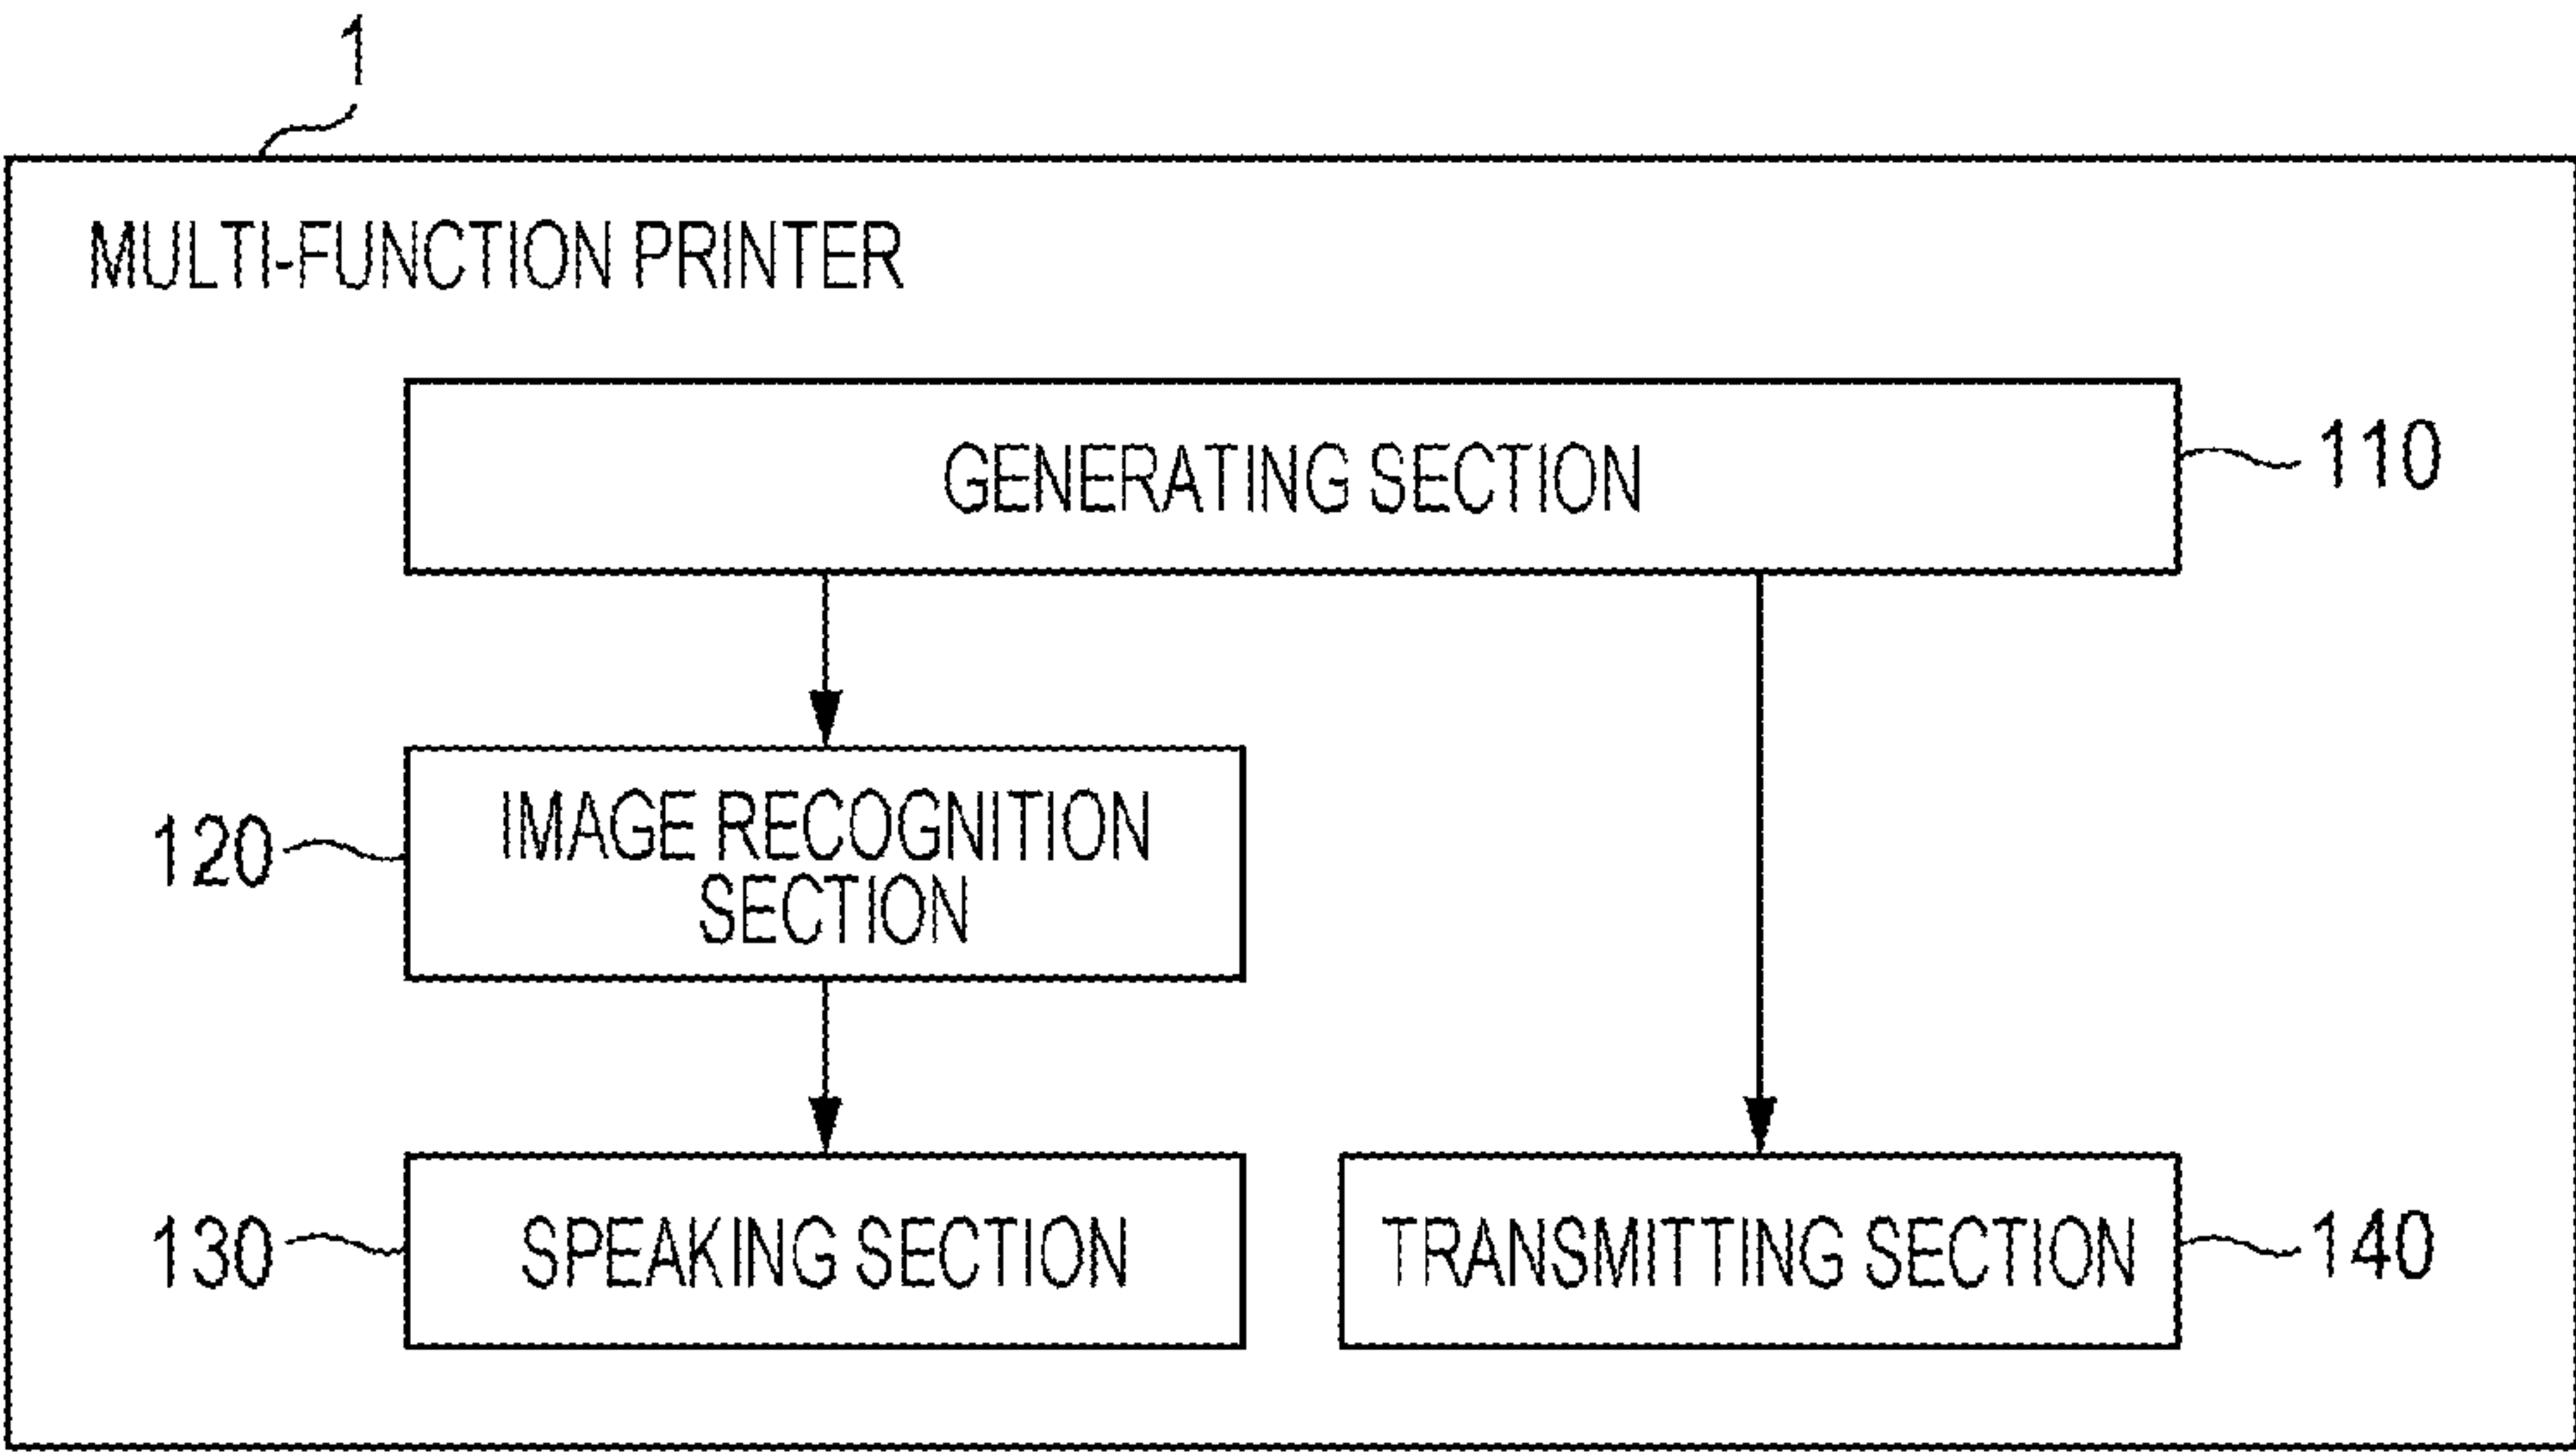 1
MULTI-FUNCTION PRINTER
GENERATING SECTION
110
120
IMAGE RECOGNITION
SECTION
130
SPEAKING SECTION
TRANSMITTING SECTION
140